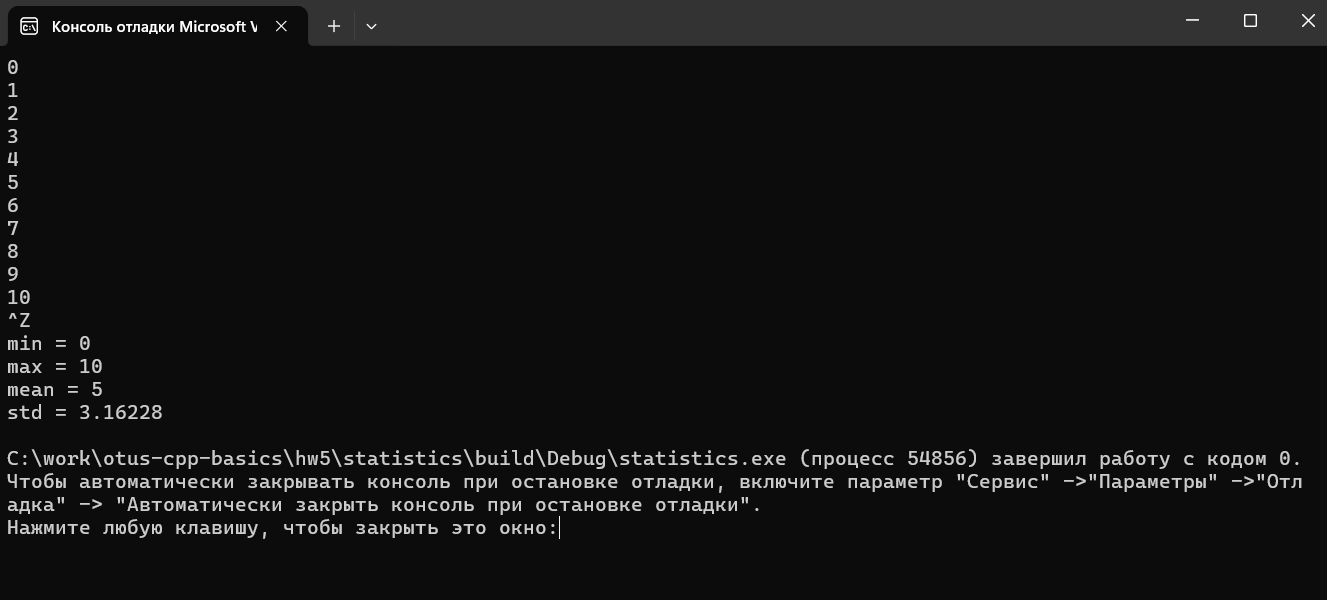 Консоль отладки Microsoft V
0
1
2
3
4
5
6
7
8
9
10
^Z
min = 0
max = 10
mean = 5
std = 3.16228
C:\work\otus-cpp-basics\hw5\statistics\build\Debug\statistics.exe (процесс 54856) завершил работу с кодом 0.
Чтобы автоматически закрывать консоль при остановке отладки, включите параметр "Сервис" ->"Параметры" ->"Отл
адка" -> "Автоматически закрыть консоль при остановке отладки".
Нажмите любую клавишу, чтобы закрыть это окно: